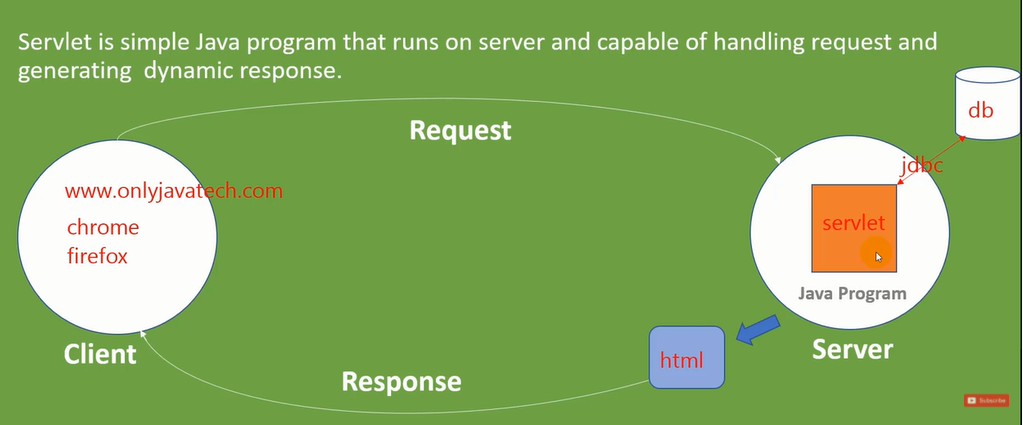 Servlet is simple Java program that runs on server and capable of handling request and
generating dynamic response.
db
Request
jdbc
www.onlyjavatech.com
chrome
firefox
servlet
Java Program
Client
Server
html
Response
Subscribe